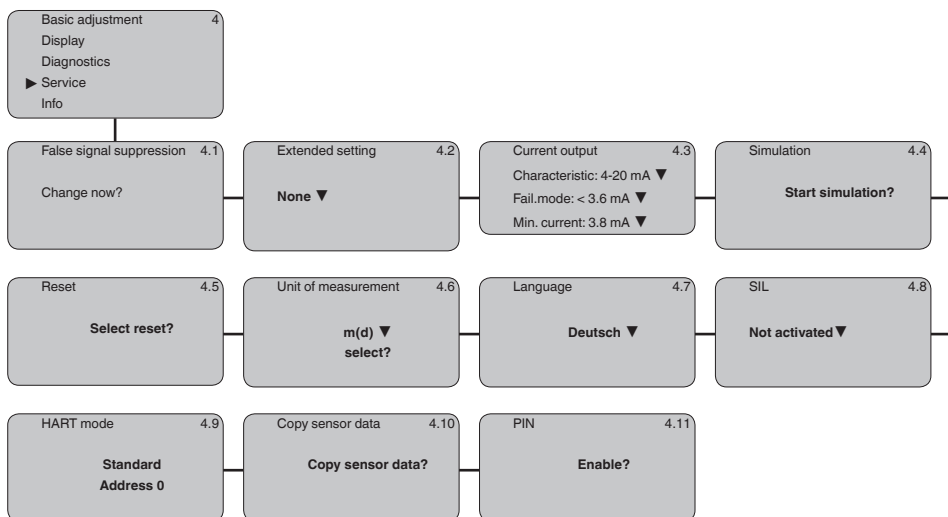 Basic adjustment 4
Display
Diagnostics
▶ Service
Info
False signal suppression 4.1
Change now?
Extended setting 4.2
None ▼
Current output 4.3
Characteristic: 4-20 mA ▼
Fail.mode: < 3.6 mA ▼
Min. current: 3.8 mA ▼
Simulation 4.4
Start simulation?
Reset 4.5
Select reset?
Unit of measurement 4.6
m(d) ▼
select?
Language 4.7
Deutsch ▼
SIL 4.8
Not activated ▼
HART mode 4.9
Standard
Address 0
Copy sensor data 4.10
Copy sensor data?
PIN 4.11
Enable?